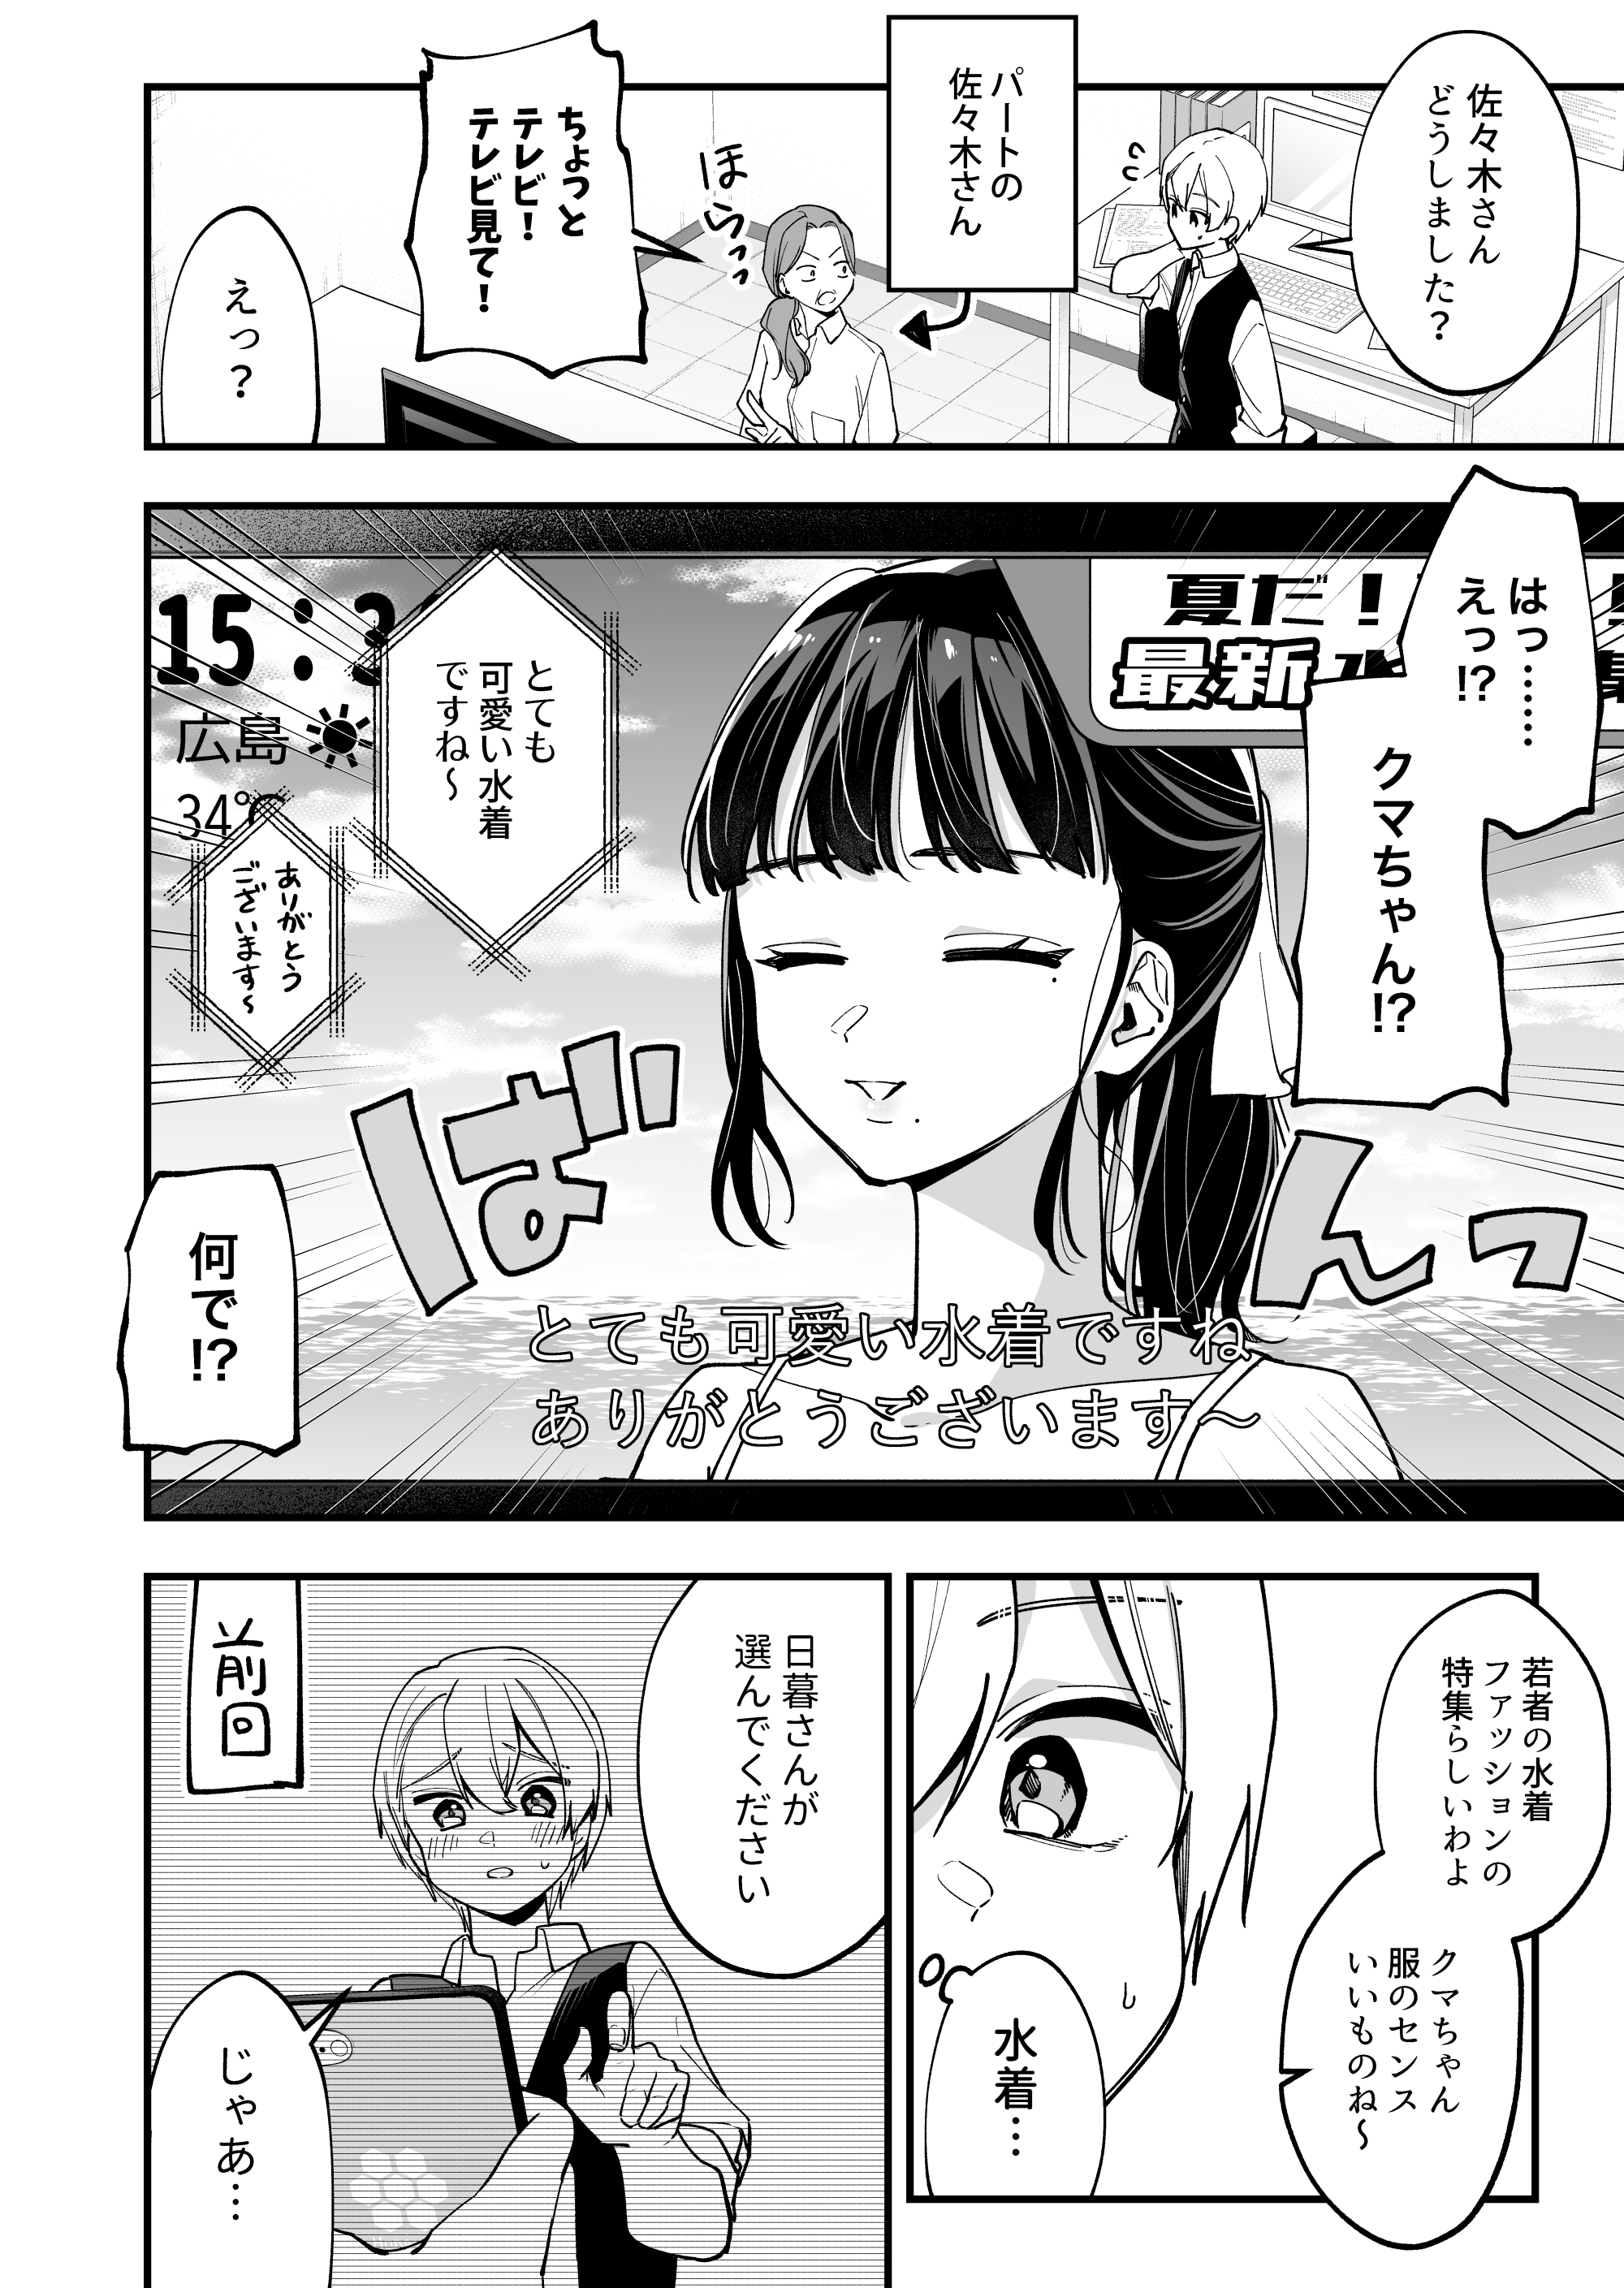 佐々木さん
どうしました？
パートの
佐々木さん
ほらっ
ちょっと
テレビ！
テレビ見て！
えっ？
はっ……
えっ!?
クマちゃん!?
夏だ！
最新水
15：3
広島
34℃
とても
可愛い水着
ですね〜
ありがとう
ございます〜
ばんっ
とても可愛い水着ですね
ありがとうございます〜
何で!?
若者の水着
ファッションの
特集らしいわよ
クマちゃん
服のセンス
いいものね〜
水着…
日暮さんが
選んでください
前回
じゃあ…